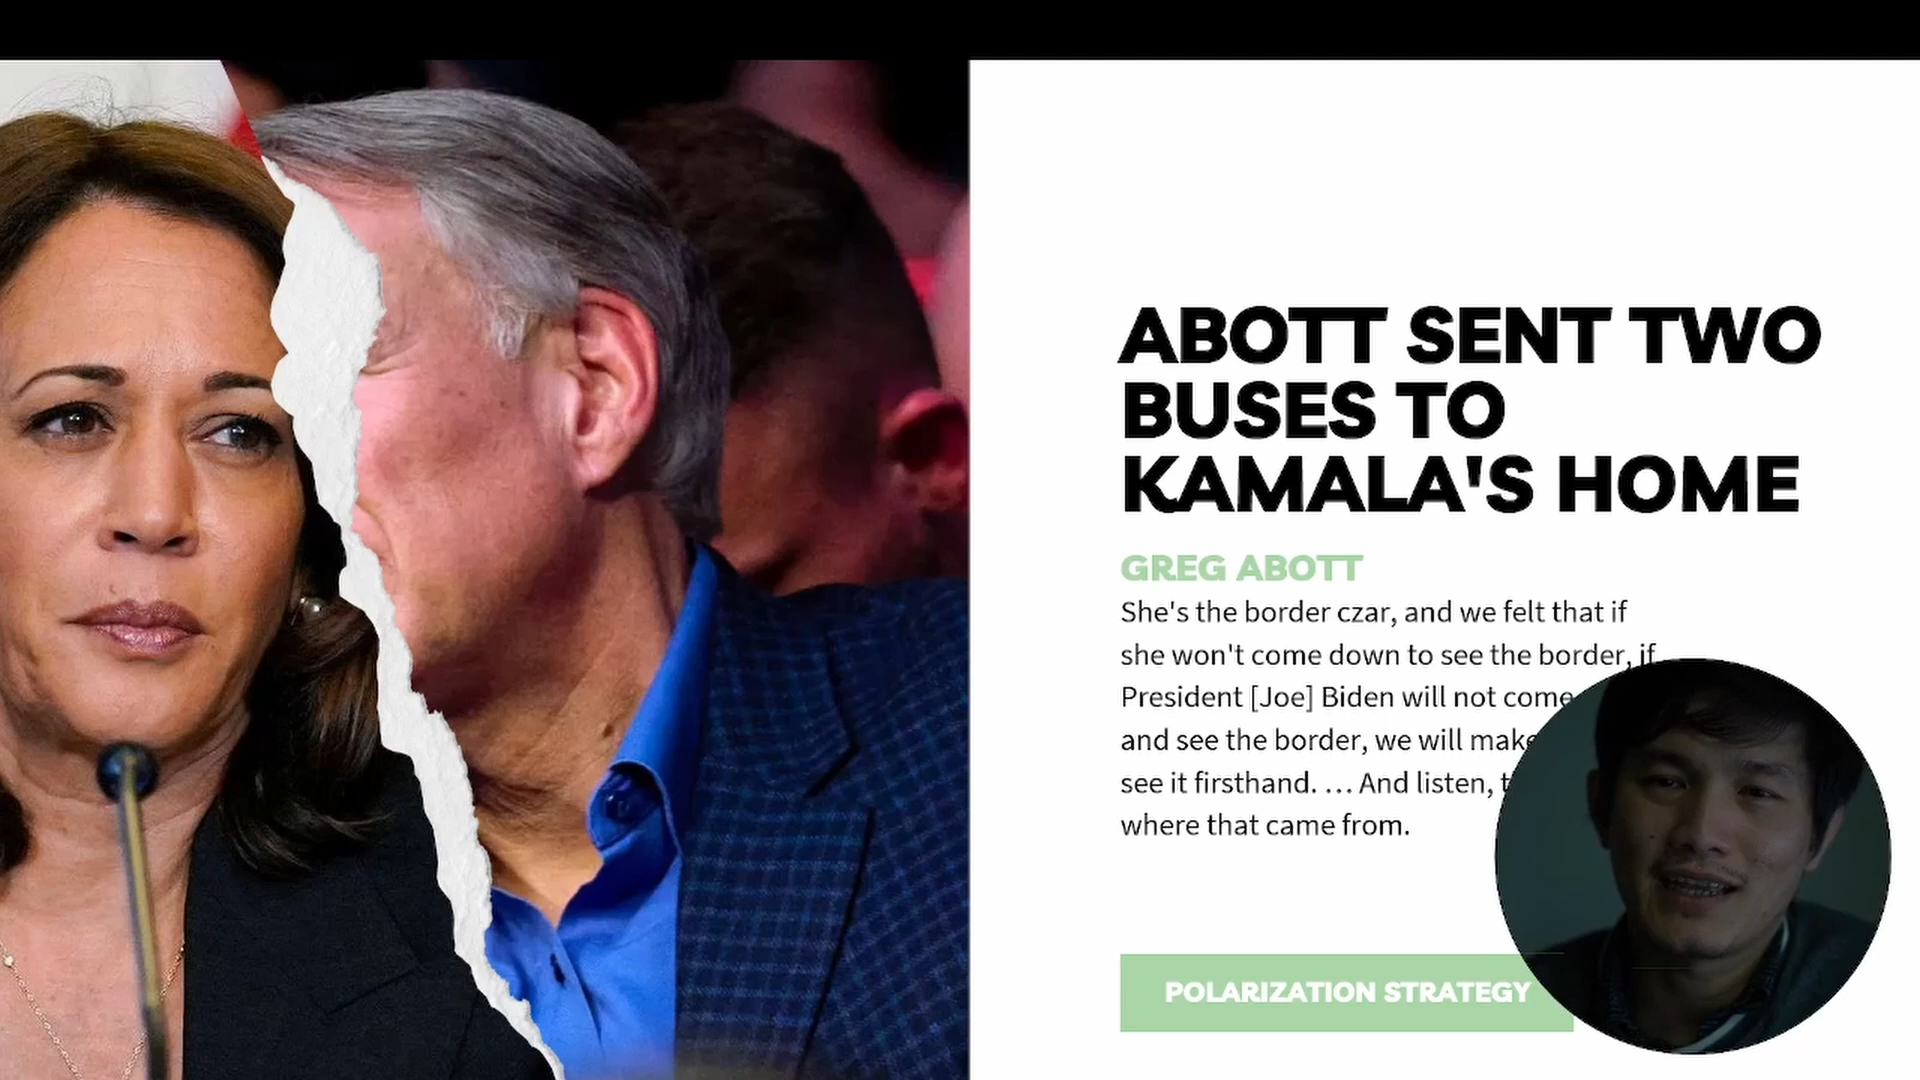 ABOTT SENT TWO
BUSES TO
KAMALA'S HOME
GREG ABOTT
She's the border czar, and we felt that if
she won't come down to see the border, if
President [Joe] Biden will not come
and see the border, we will make
see it firsthand. … And listen,
where that came from.
POLARIZATION STRATEGY